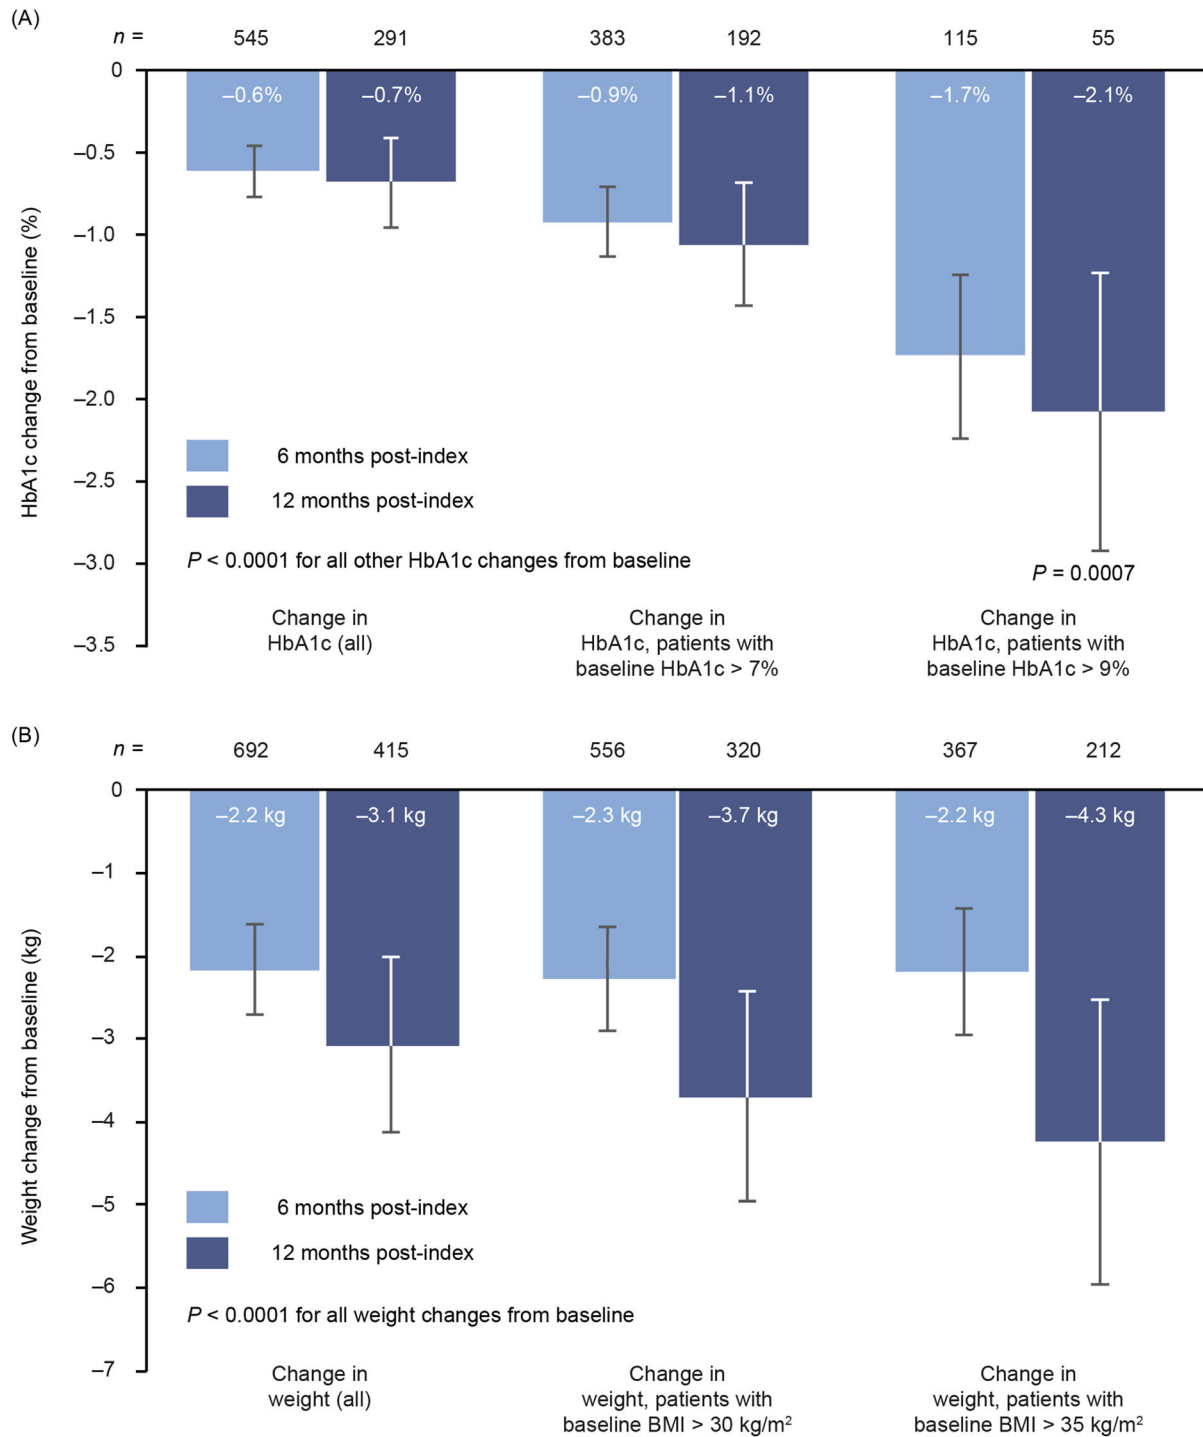 (A)
n = 545 291 383 192 115 55
0
–0.6% –0.7% –0.9% –1.1% –1.7% –2.1%
–0.5
–1.0
–1.5
–2.0
–2.5
–3.0
–3.5
HbA1c change from baseline (%)
6 months post-index
12 months post-index
P < 0.0001 for all other HbA1c changes from baseline
P = 0.0007
Change in
HbA1c (all)
Change in
HbA1c, patients with
baseline HbA1c > 7%
Change in
HbA1c, patients with
baseline HbA1c > 9%
(B)
n = 692 415 556 320 367 212
0
–2.2 kg –3.1 kg –2.3 kg –3.7 kg –2.2 kg –4.3 kg
–1
–2
–3
–4
–5
–6
–7
Weight change from baseline (kg)
6 months post-index
12 months post-index
P < 0.0001 for all weight changes from baseline
Change in
weight (all)
Change in
weight, patients with
baseline BMI > 30 kg/m²
Change in
weight, patients with
baseline BMI > 35 kg/m²